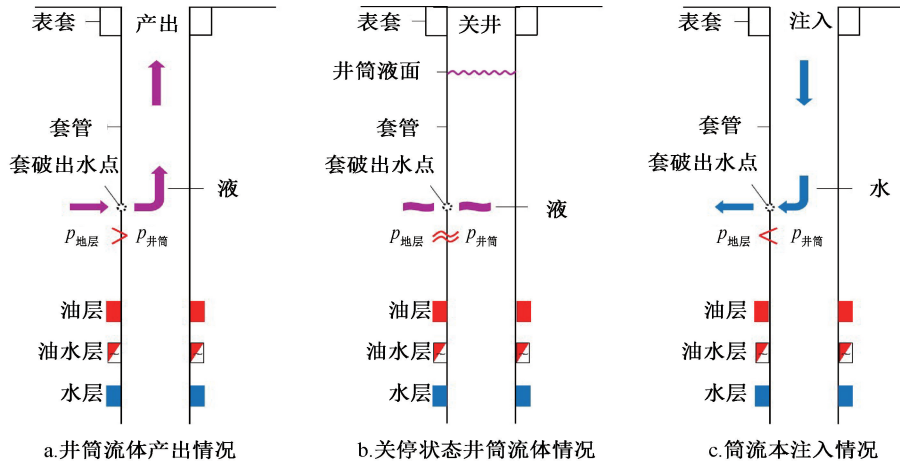 表套
产出
套管
套破出水点
液
p地层 > p井筒
油层
油水层
水层
a.井筒流体产出情况
表套
关井
井筒液面
套管
套破出水点
液
p地层 ≈ p井筒
油层
油水层
水层
b.关停状态井筒流体情况
表套
注入
套管
套破出水点
水
p地层 < p井筒
油层
油水层
水层
c.筒流本注入情况